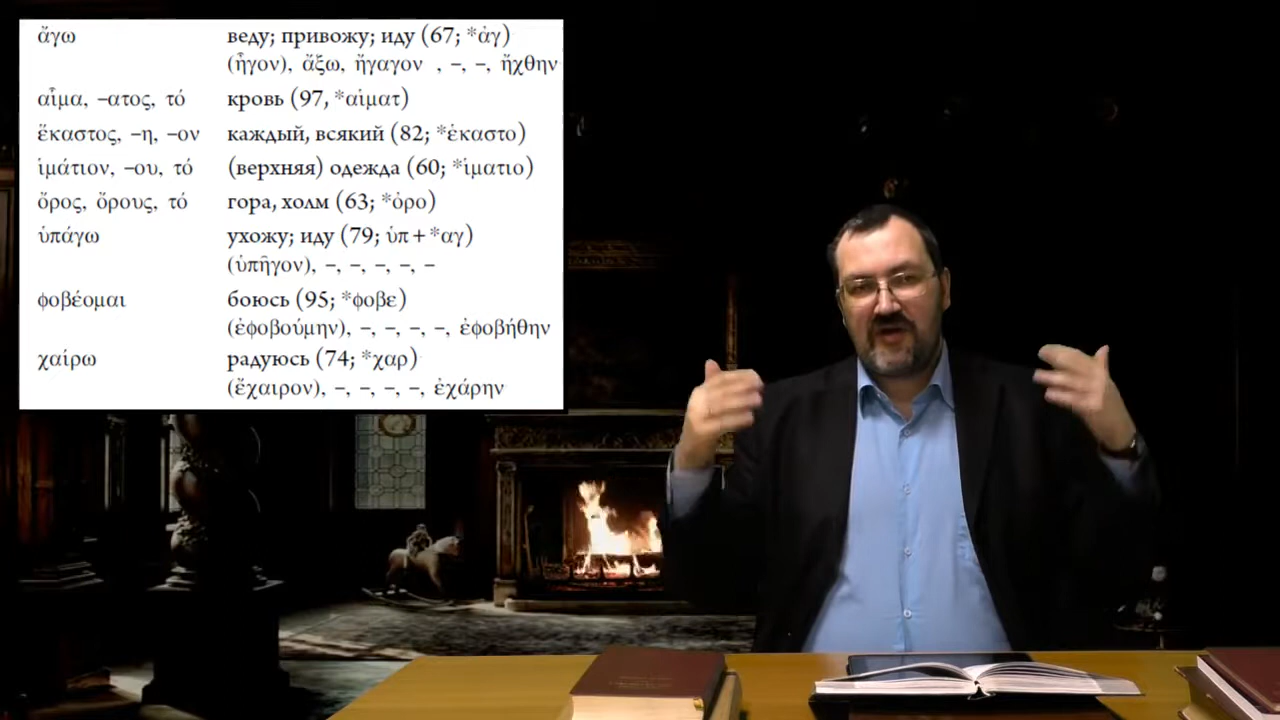 ἄγω веду; привожу; иду (67; *ἀγ)
(ἦγον), ἄξω, ἤγαγον , –, –, ἤχθην
αἷμα, –ατος, τό кровь (97, *αἱματ)
ἕκαστος, –η, –ον каждый, всякий (82; *ἑκαστο)
ἱμάτιον, –ου, τό (верхняя) одежда (60; *ἱματιο)
ὄρος, ὄρους, τό гора, холм (63; *ὀρο)
ὑπάγω ухожу; иду (79; ὑπ + *αγ)
(ὑπῆγον), –, –, –, –, –
φοβέομαι боюсь (95; *φοβε)
(ἐφοβούμην), –, –, –, –, ἐφοβήθην
χαίρω радуюсь (74; *χαρ)
(ἔχαιρον), –, –, –, –, ἐχάρην